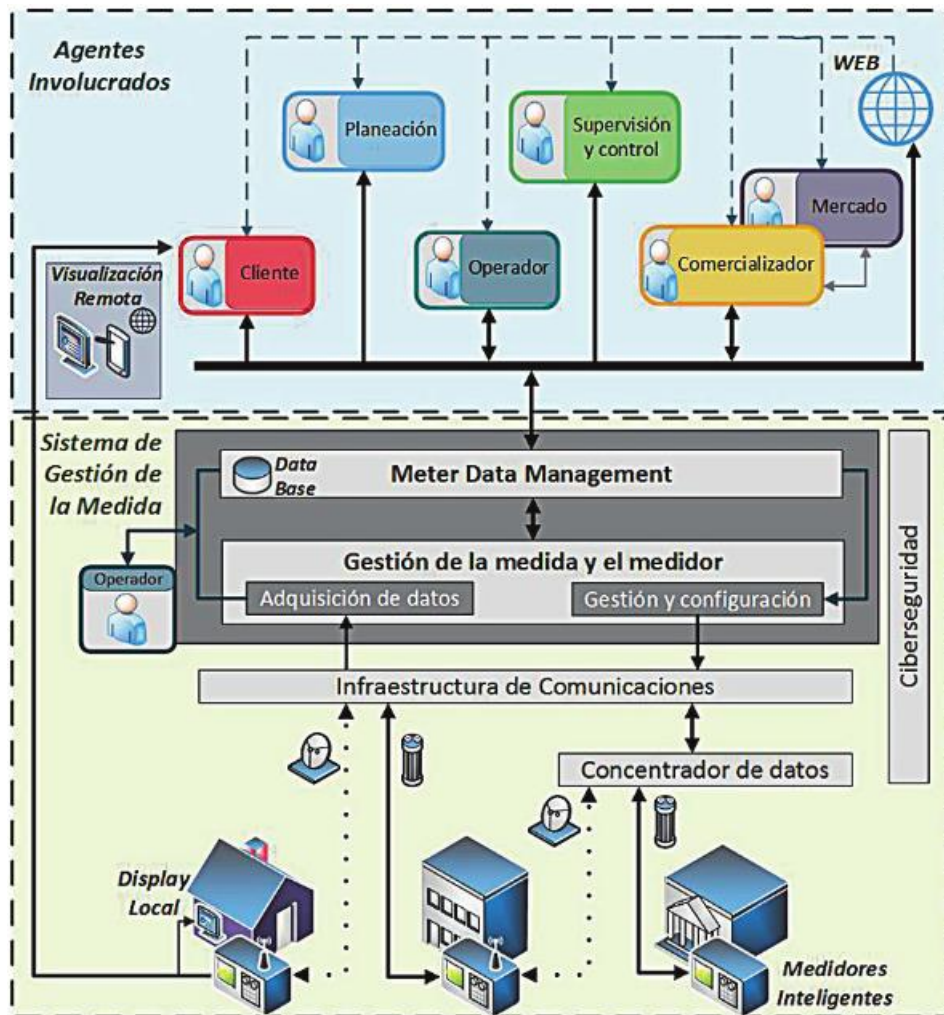 Agentes
Involucrados
WEB
Planeación
Supervisión
y control
Mercado
Cliente
Operador
Comercializador
Visualización
Remota
Sistema de
Gestión de
la Medida
Data
Base
Meter Data Management
Operador
Gestión de la medida y el medidor
Adquisición de datos
Gestión y configuración
Ciberseguridad
Infraestructura de Comunicaciones
Concentrador de datos
Display
Local
Medidores
Inteligentes